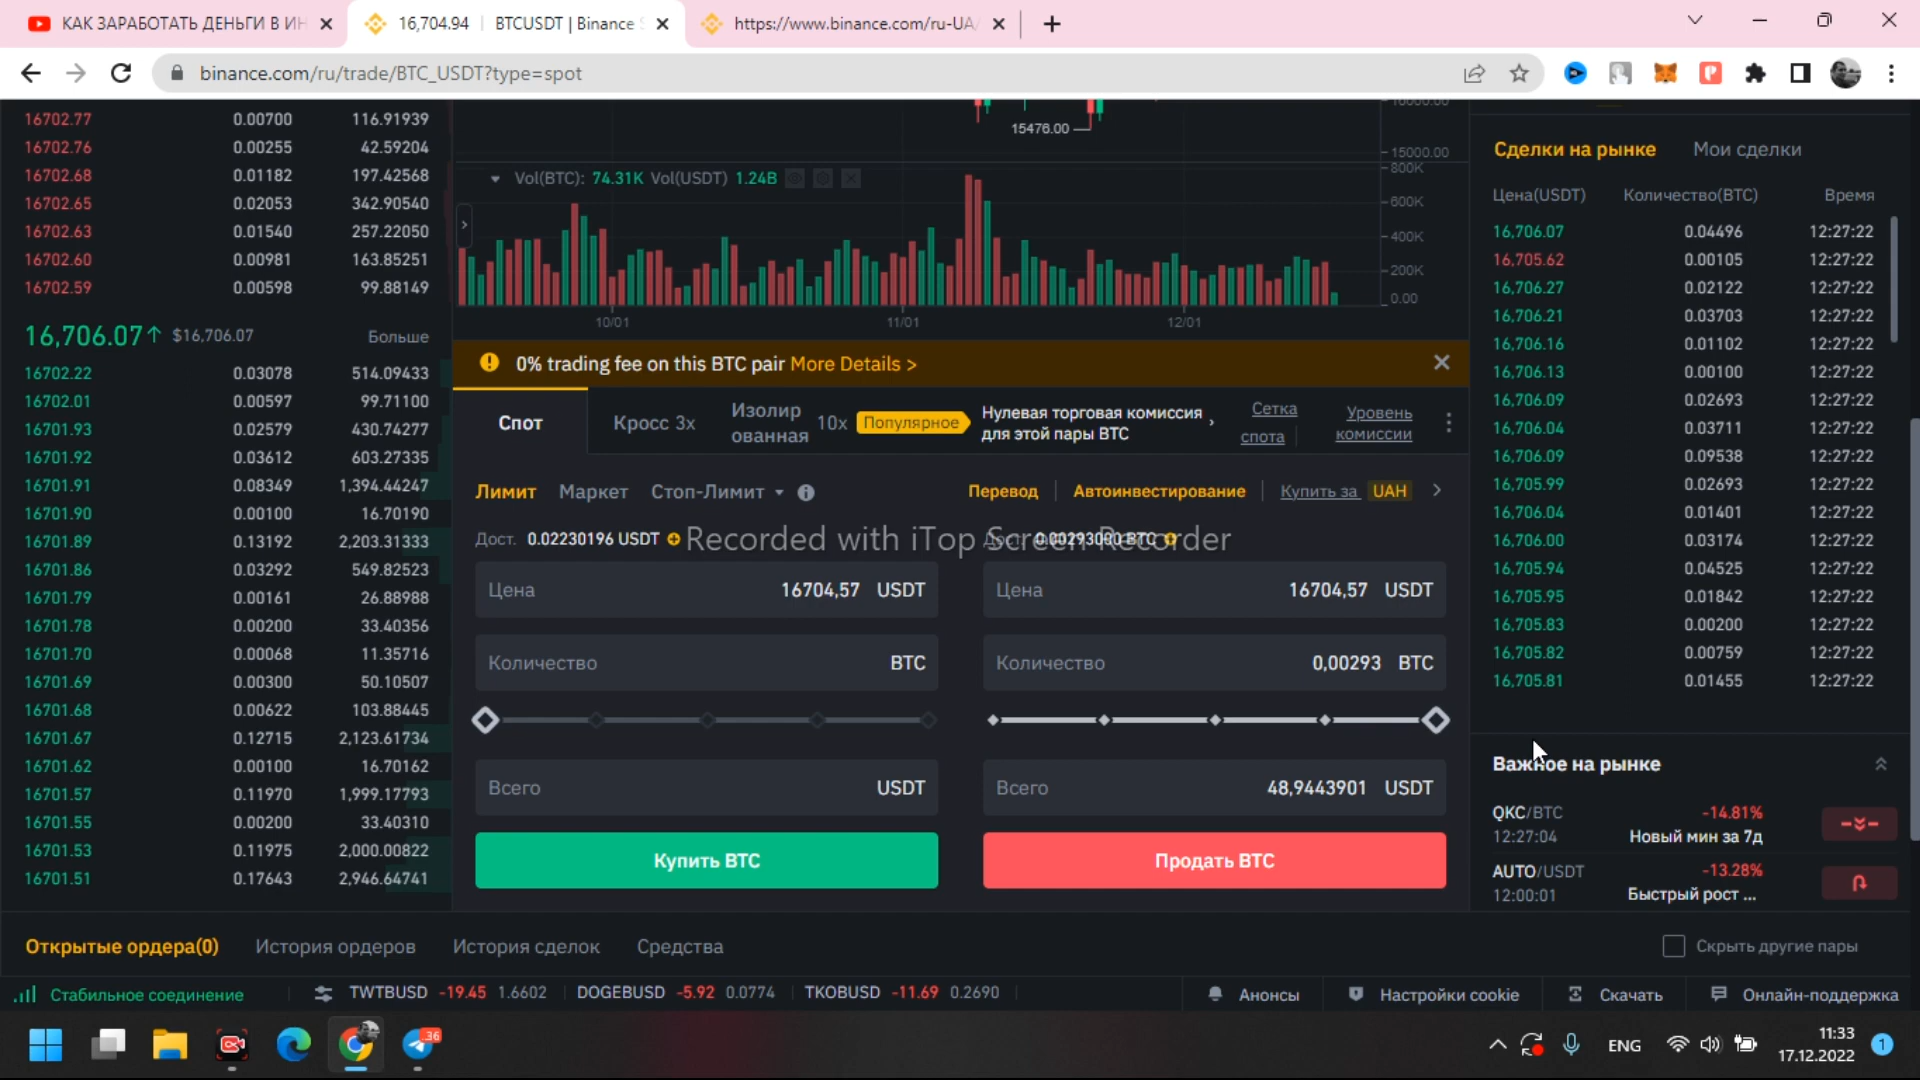 КАК ЗАРАБОТАТЬ ДЕНЬГИ В ИН
16,704.94 | BTCUSDT | Binance S
https://www.binance.com/ru-UA/
binance.com/ru/trade/BTC_USDT?type=spot
16702.77 0.00700 116.91939
16702.76 0.00255 42.59204
16702.68 0.01182 197.42568
16702.65 0.02053 342.90540
16702.63 0.01540 257.22050
16702.60 0.00981 163.85251
16702.59 0.00598 99.88149
16,706.07↑ $16,706.07 Больше
16702.22 0.03078 514.09433
16702.01 0.00597 99.71100
16701.93 0.02579 430.74277
16701.92 0.03612 603.27335
16701.91 0.08349 1,394.44247
16701.90 0.00100 16.70190
16701.89 0.13192 2,203.31333
16701.86 0.03292 549.82523
16701.79 0.00161 26.88988
16701.78 0.00200 33.40356
16701.70 0.00068 11.35716
16701.69 0.00300 50.10507
16701.68 0.00622 103.88445
16701.67 0.12715 2,123.61734
16701.62 0.00100 16.70162
16701.57 0.11970 1,999.17793
16701.55 0.00200 33.40310
16701.53 0.11975 2,000.00822
16701.51 0.17643 2,946.64741
15476.00
16000.00
15000.00
Vol(BTC): 74.31K Vol(USDT) 1.24B
800K
600K
400K
200K
0.00
10/01 11/01 12/01
0% trading fee on this BTC pair More Details >
Спот
Кросс 3x
Изолир
ованная
10x
Популярное
Нулевая торговая комиссия
для этой пары BTC
Сетка
спота
Уровень
комиссии
Лимит Маркет Стоп-Лимит
Перевод Автоинвестирование Купить за UAH
Дост. 0.02230196 USDT
Дост. 0.00293000 BTC
Recorded with iTop Screen Recorder
Цена 16704,57 USDT
Цена 16704,57 USDT
Количество BTC
Количество 0,00293 BTC
Всего USDT
Всего 48,9443901 USDT
Купить BTC
Продать BTC
Сделки на рынке Мои сделки
Цена(USDT) Количество(BTC) Время
16,706.07 0.04496 12:27:22
16,705.62 0.00105 12:27:22
16,706.27 0.02122 12:27:22
16,706.21 0.03703 12:27:22
16,706.16 0.01102 12:27:22
16,706.13 0.00100 12:27:22
16,706.09 0.02693 12:27:22
16,706.04 0.03711 12:27:22
16,706.09 0.09538 12:27:22
16,705.99 0.02693 12:27:22
16,706.04 0.01401 12:27:22
16,706.00 0.03174 12:27:22
16,705.94 0.04525 12:27:22
16,705.95 0.01842 12:27:22
16,705.83 0.00200 12:27:22
16,705.82 0.00759 12:27:22
16,705.81 0.01455 12:27:22
Важное на рынке
QKC/BTC -14.81%
12:27:04 Новый мин за 7д
AUTO/USDT -13.28%
12:00:01 Быстрый рост ...
Открытые ордера(0) История ордеров История сделок Средства
Скрыть другие пары
Стабильное соединение
TWTBUSD -19.45 1.6602 DOGEBUSD -5.92 0.0774 TKOBUSD -11.69 0.2690
Анонсы Настройки cookie Скачать Онлайн-поддержка
36
ENG
11:33
17.12.2022
1